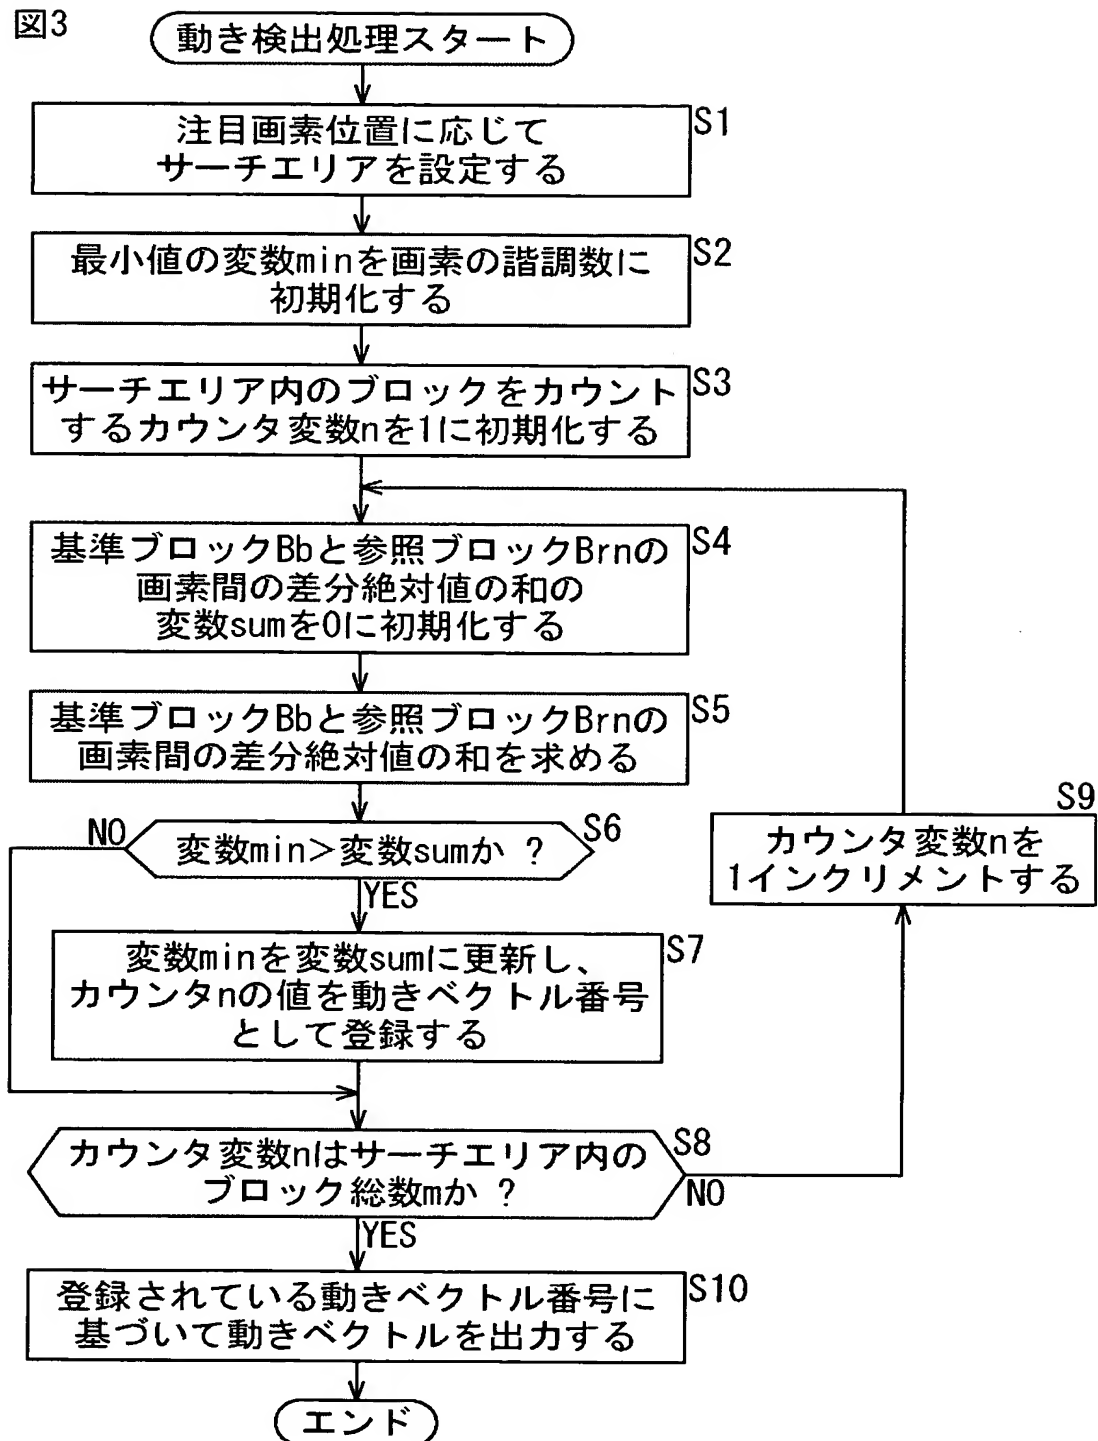 図3
動き検出処理スタート
S1
注目画素位置に応じて
サーチエリアを設定する
S2
最小値の変数minを画素の諧調数に
初期化する
S3
サーチエリア内のブロックをカウント
するカウンタ変数nを1に初期化する
S4
基準ブロックBbと参照ブロックBrnの
画素間の差分絶対値の和の
変数sumを0に初期化する
S5
基準ブロックBbと参照ブロックBrnの
画素間の差分絶対値の和を求める
S6
変数min>変数sumか ?
NO
YES
S7
変数minを変数sumに更新し、
カウンタnの値を動きベクトル番号
として登録する
S8
カウンタ変数nはサーチエリア内の
ブロック総数mか ?
NO
YES
S9
カウンタ変数nを
1インクリメントする
S10
登録されている動きベクトル番号に
基づいて動きベクトルを出力する
エンド